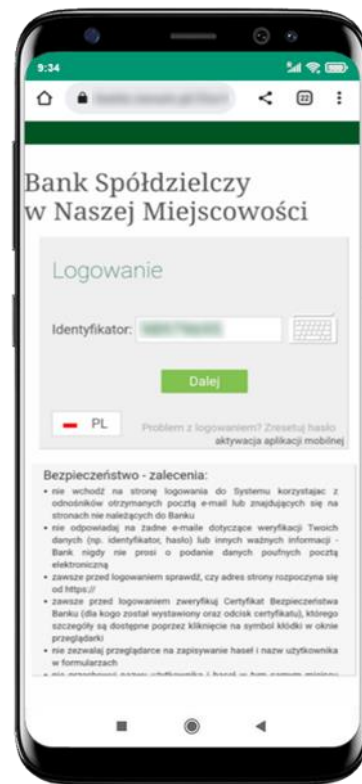 9:34
22
Bank Spółdzielczy
w Naszej Miejscowości
Logowanie
Identyfikator:
Dalej
PL
Problem z logowaniem? Zresetuj hasło
aktywacja aplikacji mobilnej
Bezpieczeństwo - zalecenia:
• nie wchodź na stronę logowania do Systemu korzystając z
odnośników otrzymanych pocztą e-mail lub znajdujących się na
stronach nie należących do Banku
• nie odpowiadaj na żadne e-maile dotyczące weryfikacji Twoich
danych (np. identyfikator, hasło) lub innych ważnych informacji -
Bank nigdy nie prosi o podanie danych poufnych pocztą
elektroniczną
• zawsze przed logowaniem sprawdź, czy adres strony rozpoczyna się
od https://
• zawsze przed logowaniem zweryfikuj Certyfikat Bezpieczeństwa
Banku (dla kogo został wystawiony oraz odcisk certyfikatu), którego
szczegóły są dostępne poprzez kliknięcie na symbol kłódki w oknie
przeglądarki
• nie zezwalaj przeglądarce na zapisywanie haseł i nazw użytkownika
w formularzach